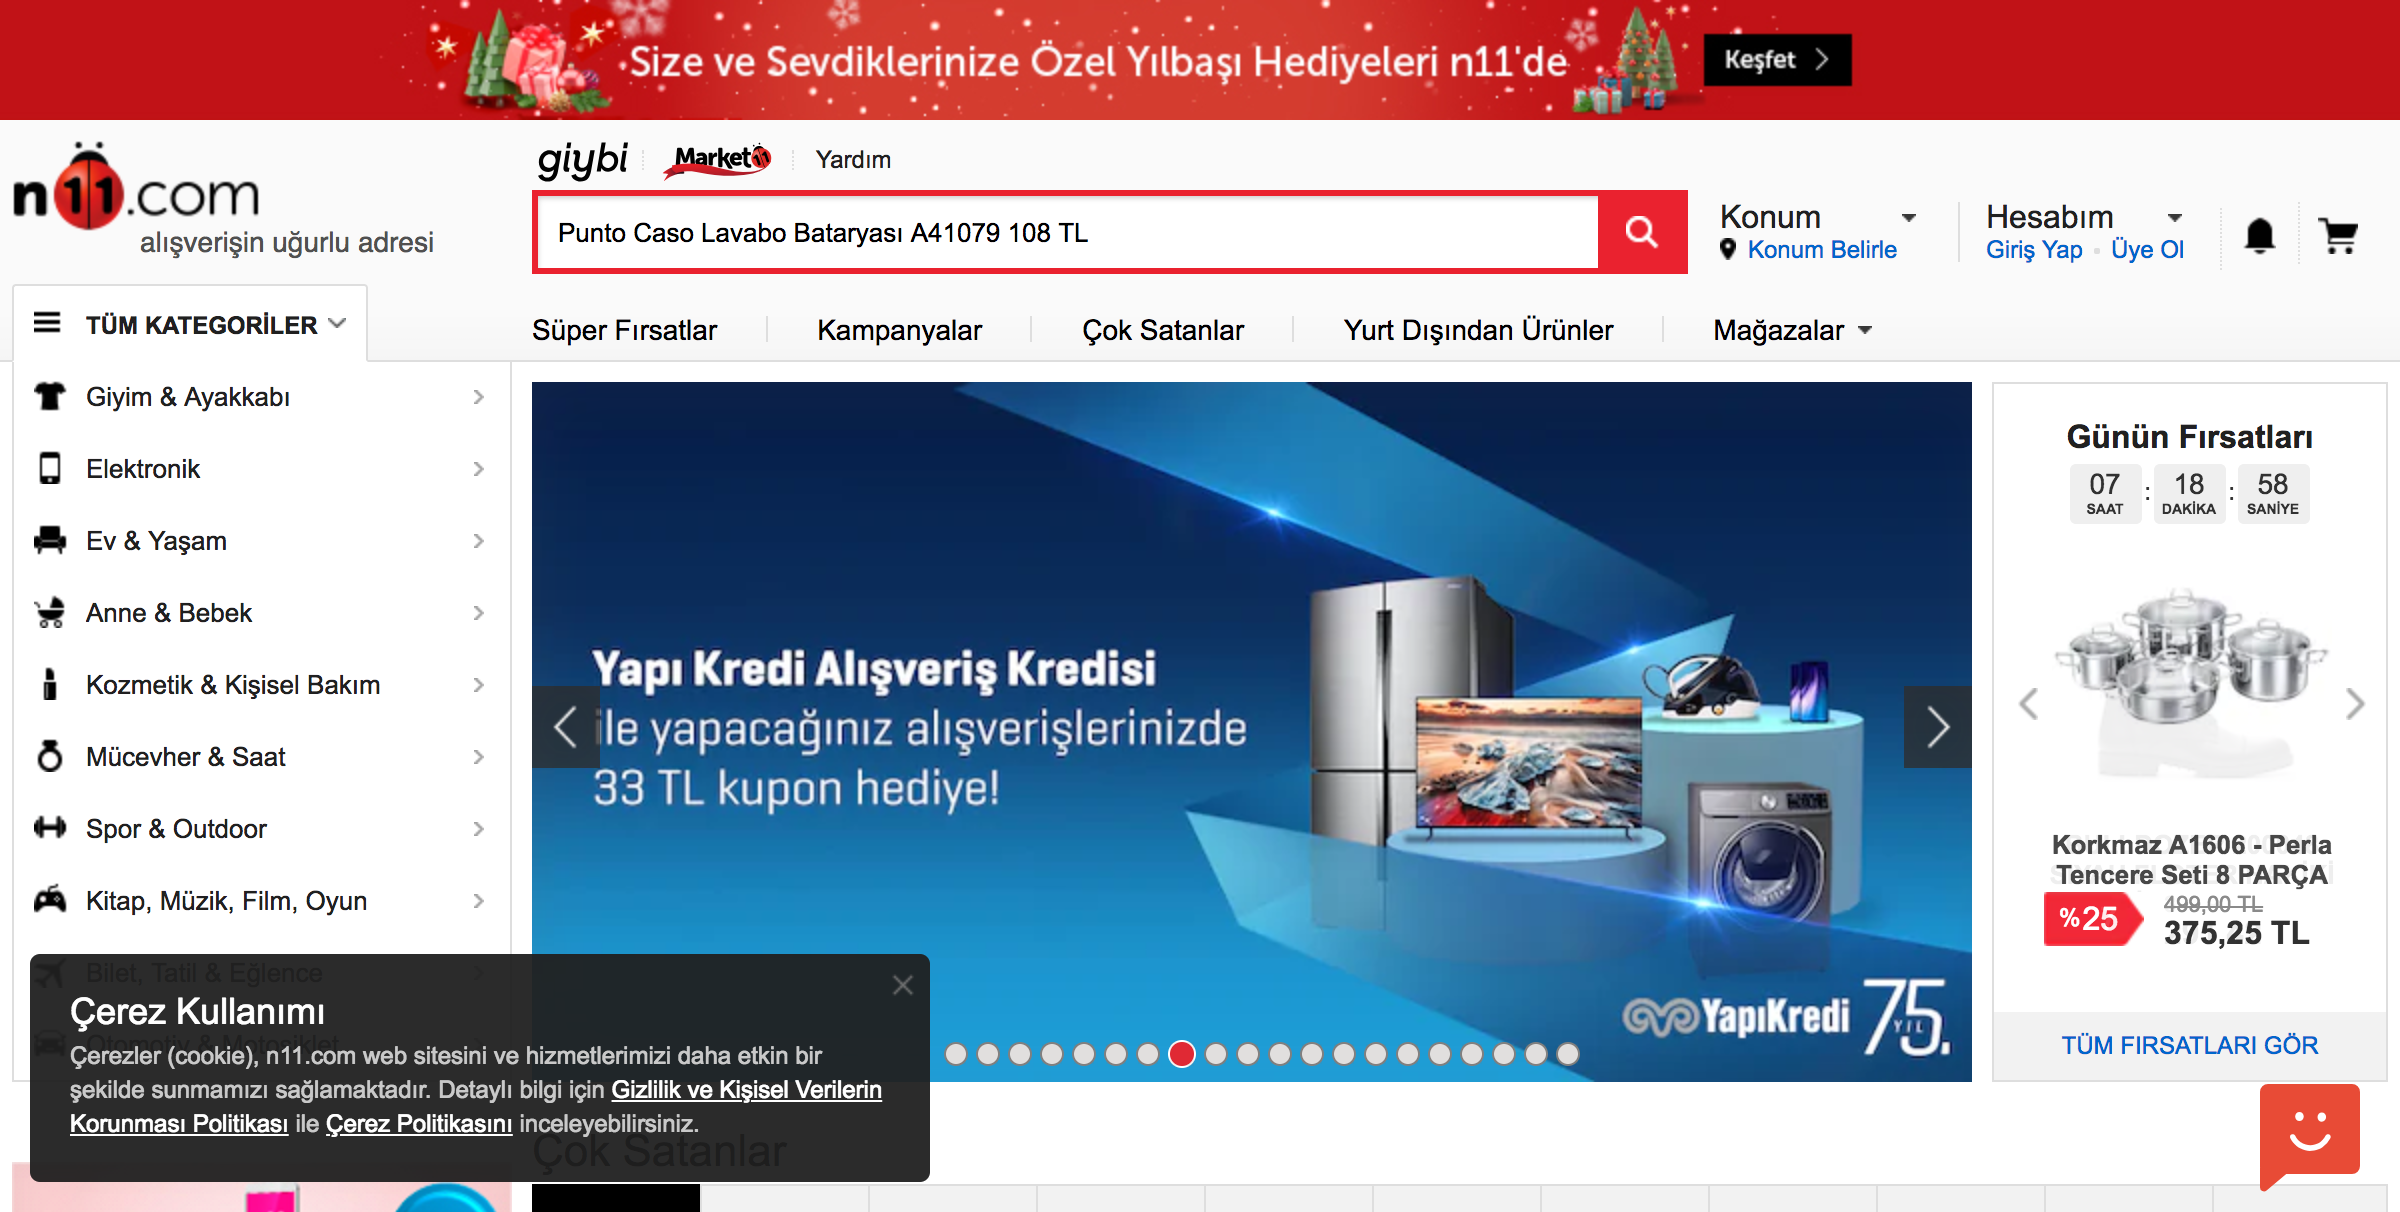 Size ve Sevdiklerinize Özel Yılbaşı Hediyeleri n11'de
Keşfet
n11.com
alışverişin uğurlu adresi
giybi
Market11
Yardım
Punto Caso Lavabo Bataryası A41079 108 TL
Konum
Konum Belirle
Hesabım
Giriş Yap
Üye Ol
TÜM KATEGORİLER
Süper Fırsatlar
Kampanyalar
Çok Satanlar
Yurt Dışından Ürünler
Mağazalar
Giyim & Ayakkabı
Elektronik
Ev & Yaşam
Anne & Bebek
Kozmetik & Kişisel Bakım
Mücevher & Saat
Spor & Outdoor
Kitap, Müzik, Film, Oyun
Bilet, Tatil & Eğlence
Otomotiv & Motosiklet
Yapı Kredi Alışveriş Kredisi
ile yapacağınız alışverişlerinizde
33 TL kupon hediye!
YapıKredi 75.
YIL
Günün Fırsatları
07 : 18 : 58
SAAT DAKİKA SANİYE
Korkmaz A1606 - Perla
Tencere Seti 8 PARÇA
%25
499,00 TL
375,25 TL
TÜM FIRSATLARI GÖR
Çerez Kullanımı
Çerezler (cookie), n11.com web sitesini ve hizmetlerimizi daha etkin bir
şekilde sunmamızı sağlamaktadır. Detaylı bilgi için Gizlilik ve Kişisel Verilerin
Korunması Politikası ile Çerez Politikasını inceleyebilirsiniz.
Çok Satanlar